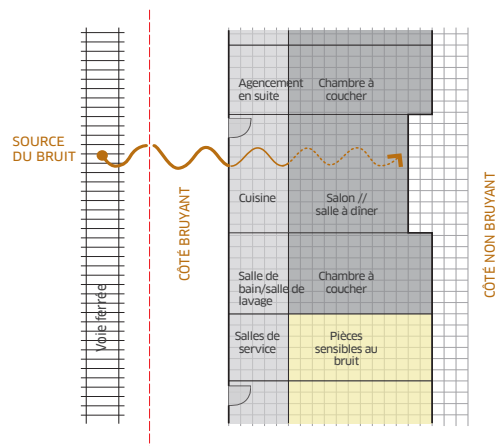 SOURCE
DU BRUIT
Voie ferrée
CÔTÉ BRUYANT
Agencement
en suite
Chambre à
coucher
Cuisine
Salon //
salle à dîner
Salle de
bain/salle de
lavage
Chambre à
coucher
Salles de
service
Pièces
sensibles au
bruit
CÔTÉ NON BRUYANT